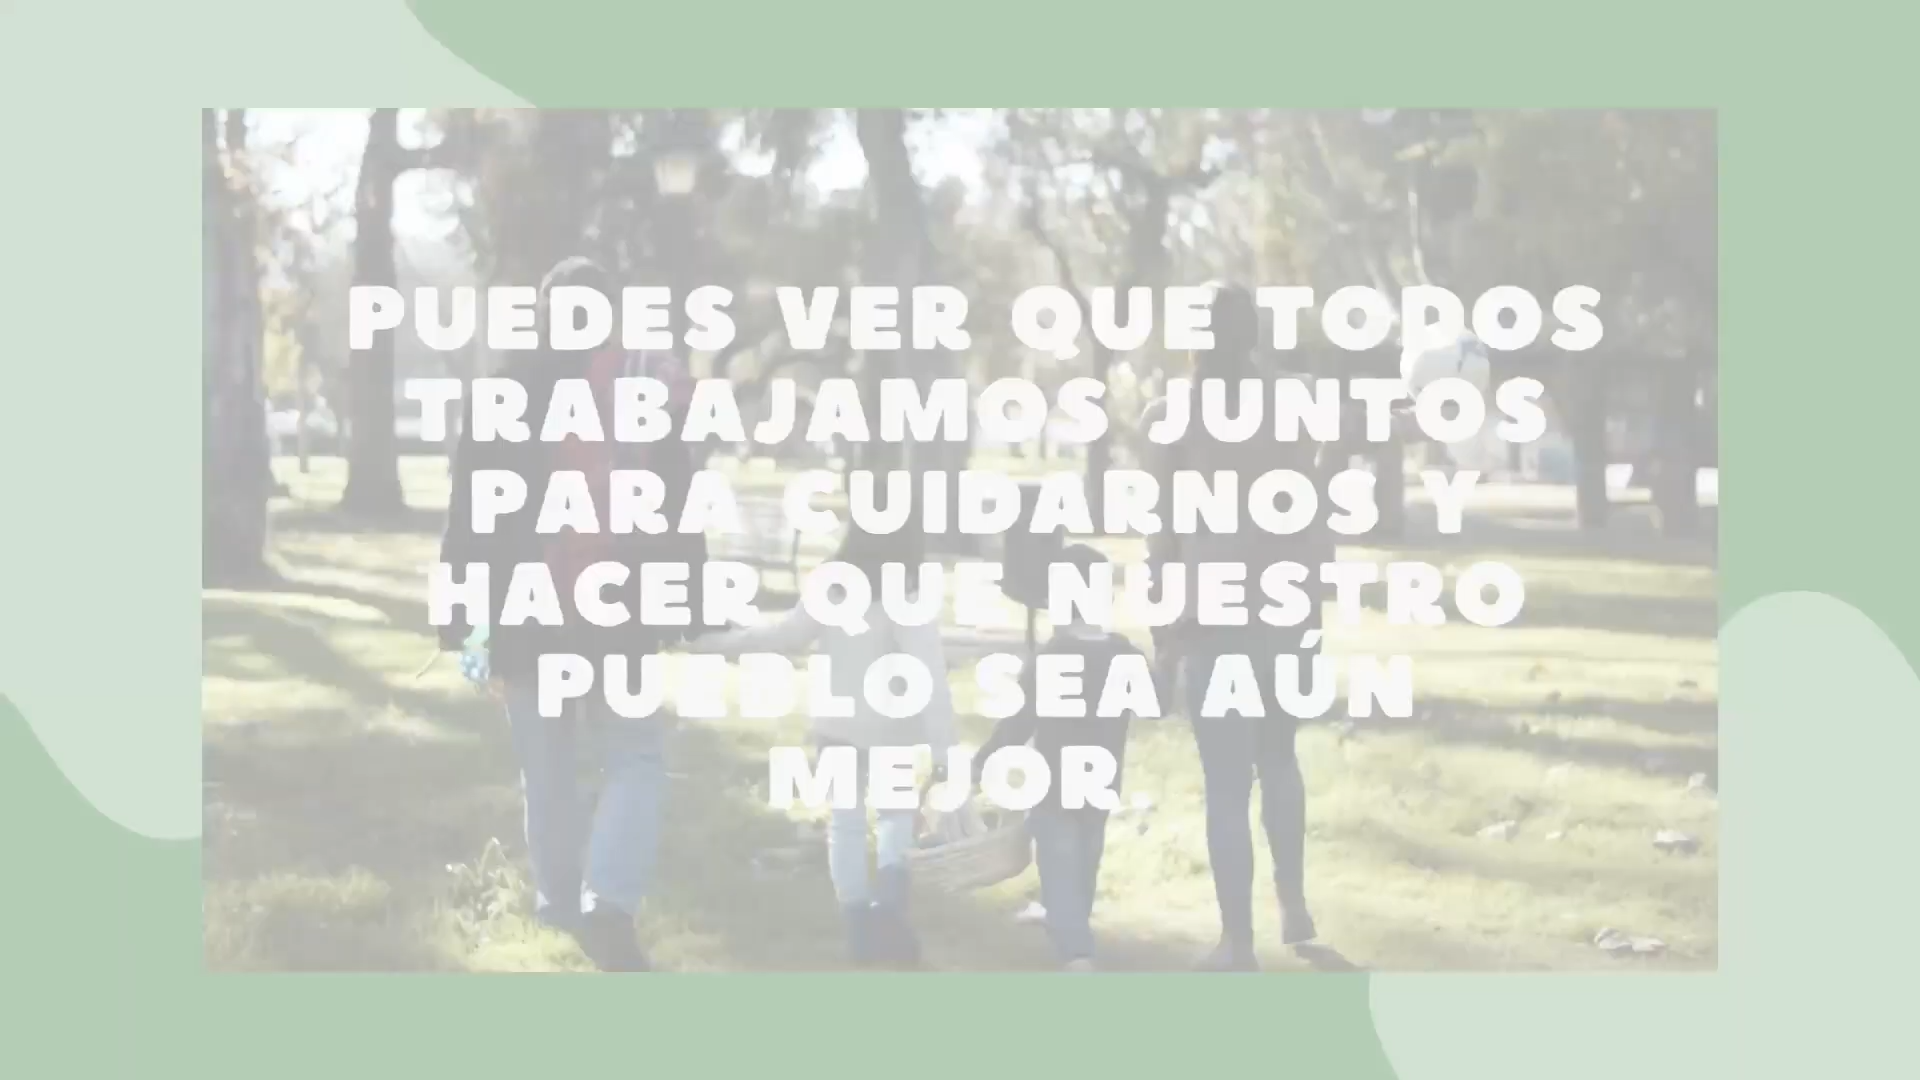 PUEDES VER QUE TODOS
TRABAJAMOS JUNTOS
PARA CUIDARNOS Y
HACER QUE NUESTRO
PUEBLO SEA AÚN
MEJOR.